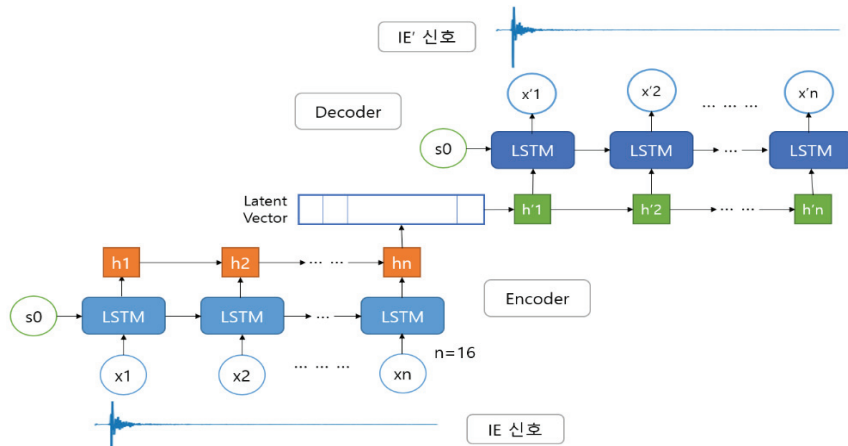 IE’ 신호
x’1 x’2 … … … x’n
Decoder
s0 LSTM LSTM … LSTM
Latent
Vector
h’1 h’2 … … h’n
h1 h2 … … hn
Encoder
s0 LSTM LSTM … LSTM
n=16
x1 x2 … … … xn
IE 신호